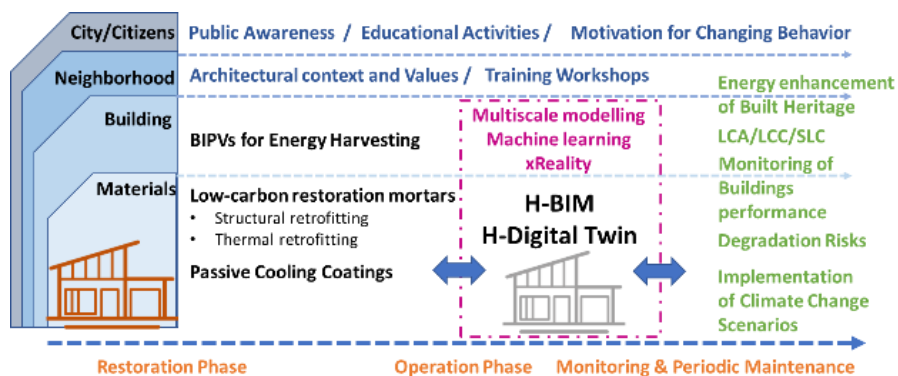 City/Citizens
Public Awareness / Educational Activities / Motivation for Changing Behavior
Neighborhood
Architectural context and Values / Training Workshops
Building
BIPVs for Energy Harvesting
Materials
Low-carbon restoration mortars
• Structural retrofitting
• Thermal retrofitting
Passive Cooling Coatings
Multiscale modelling
Machine learning
xReality
H-BIM
H-Digital Twin
Energy enhancement
of Built Heritage
LCA/LCC/SLC
Monitoring of
Buildings
performance
Degradation Risks
Implementation
of Climate Change
Scenarios
Restoration Phase
Operation Phase
Monitoring & Periodic Maintenance